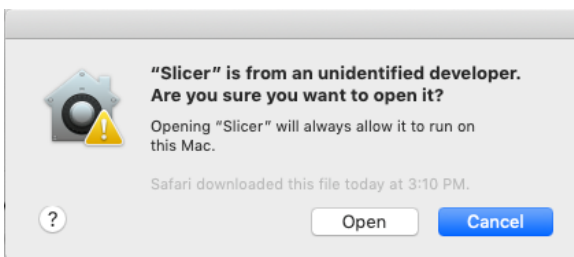 “Slicer” is from an unidentified developer.
Are you sure you want to open it?
Opening “Slicer” will always allow it to run on
this Mac.
Safari downloaded this file today at 3:10 PM.
?
Open
Cancel